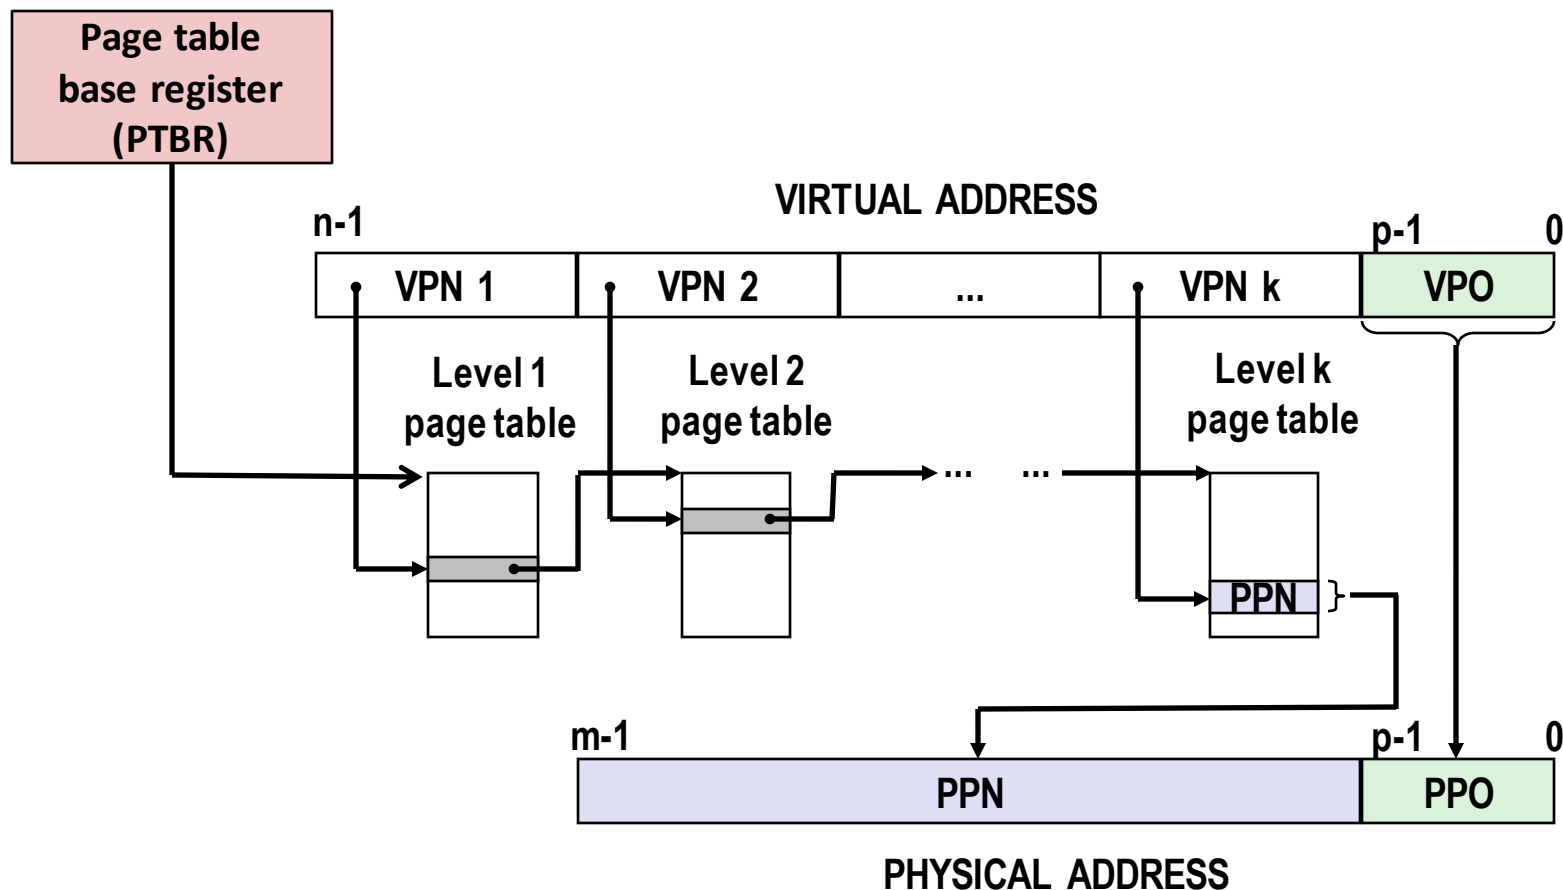 Page table
base register
(PTBR)
VIRTUAL ADDRESS
n-1
p-1
0
VPN 1
VPN 2
...
VPN k
VPO
Level 1
page table
Level 2
page table
Level k
page table
... ...
PPN
m-1
p-1
0
PPN
PPO
PHYSICAL ADDRESS